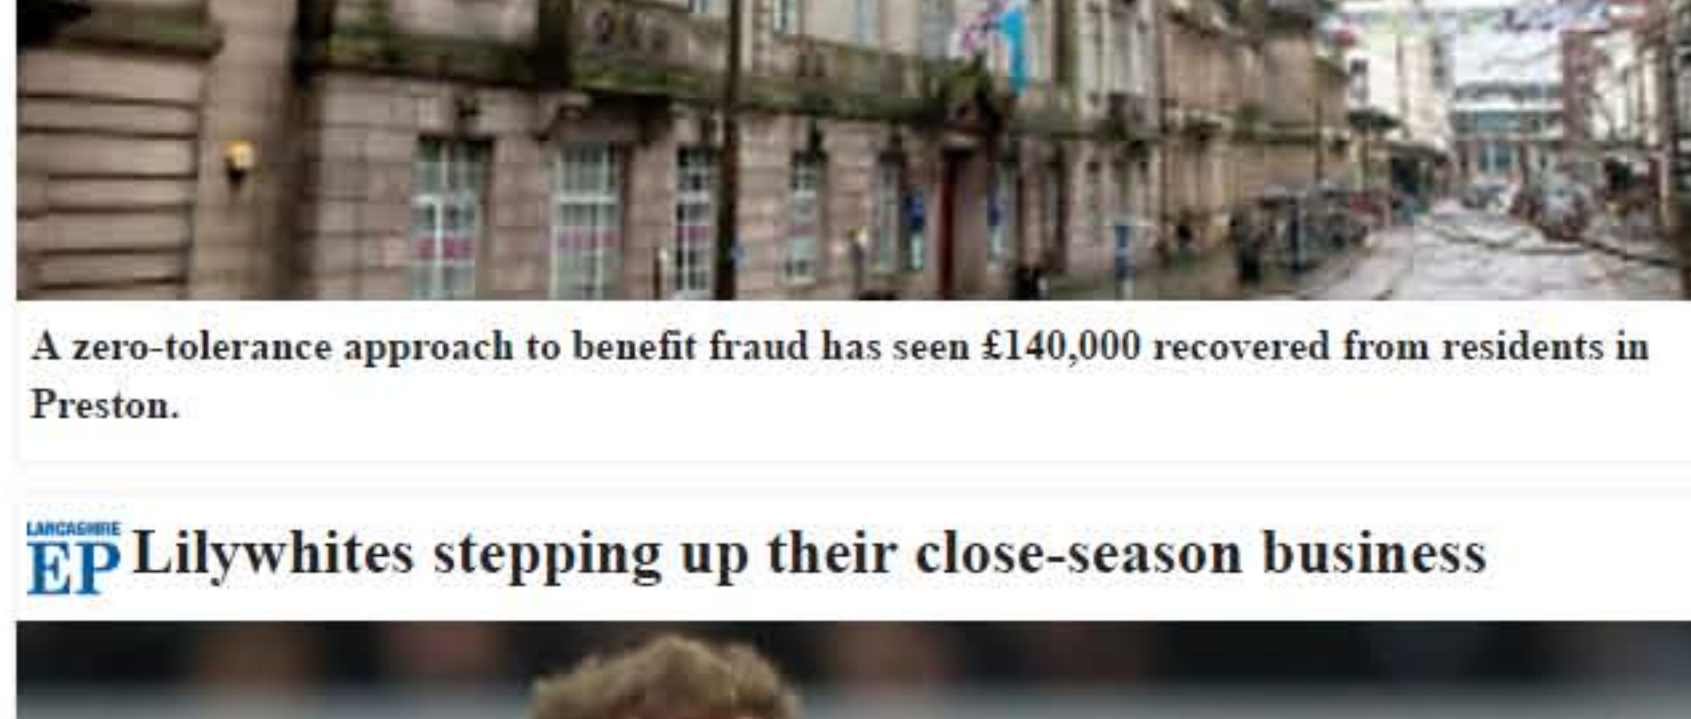 A zero-tolerance approach to benefit fraud has seen £140,000 recovered from residents in
Preston.
LANCASHIRE
EP Lilywhites stepping up their close-season business